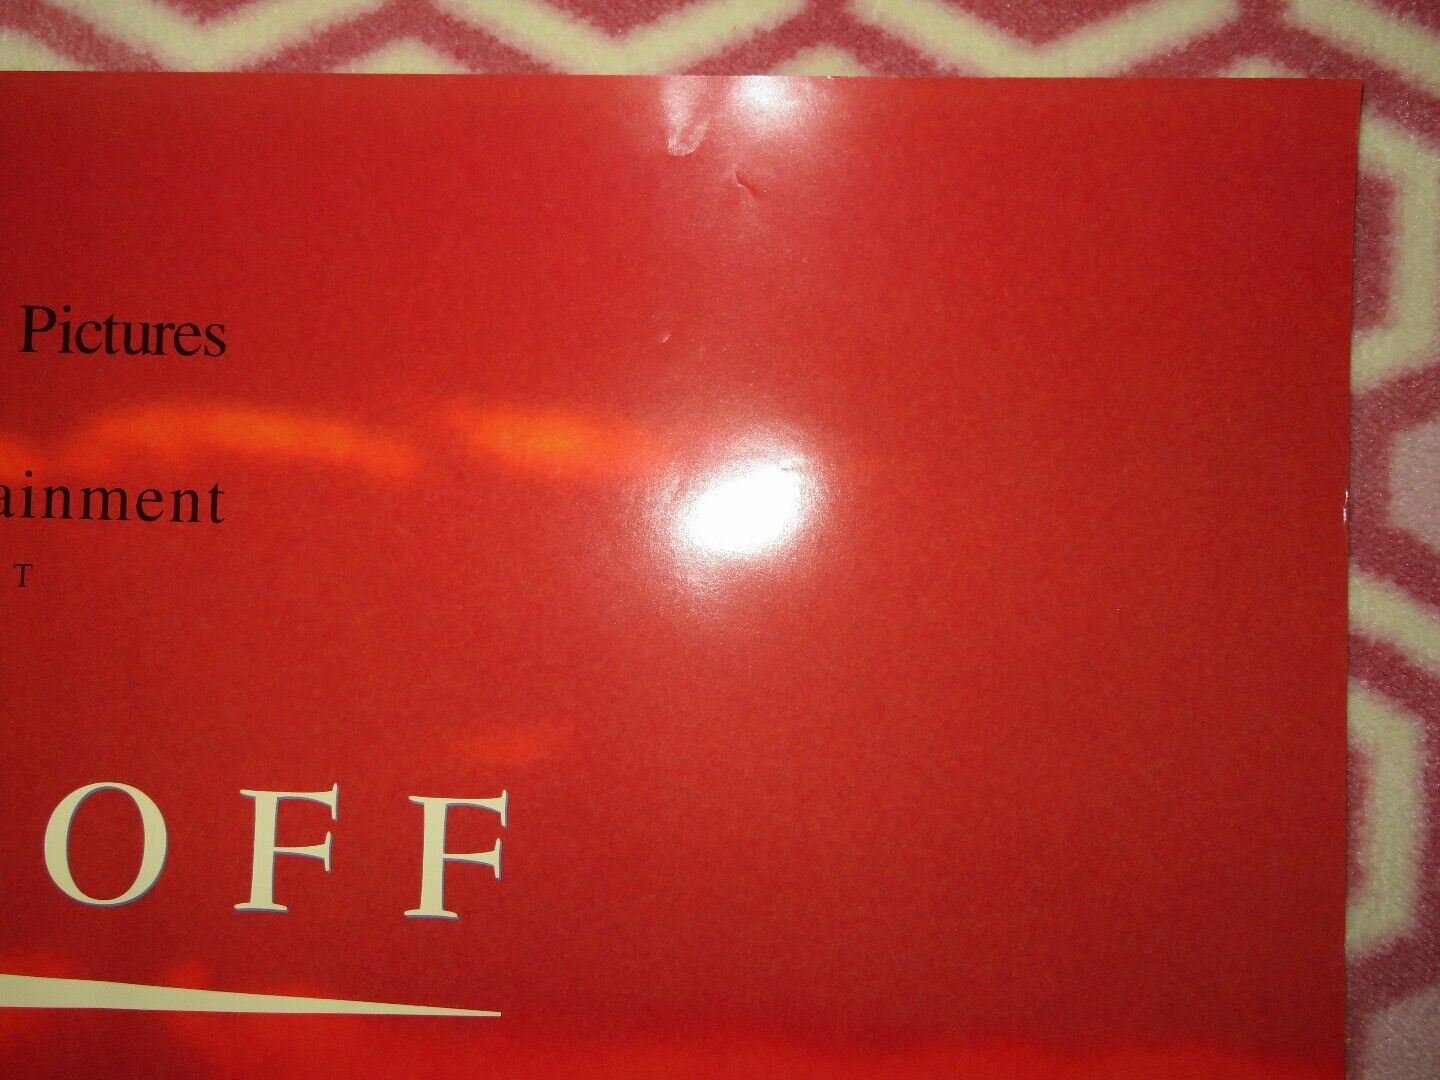 Pictures
ainment
T
OFF